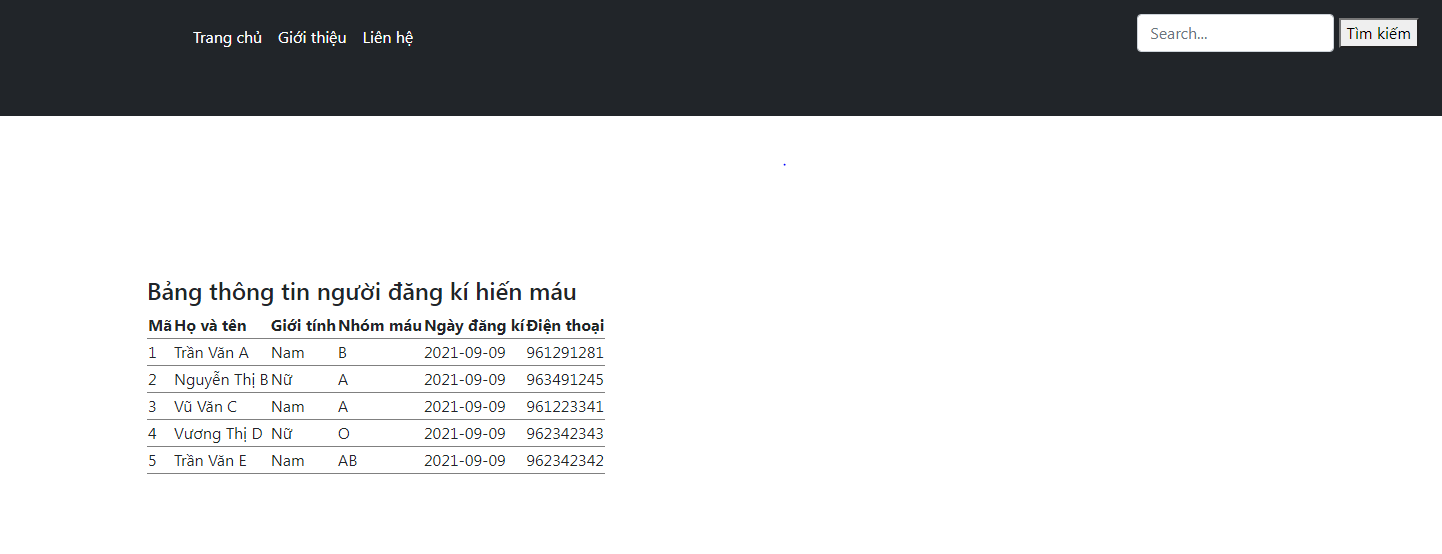 Trang chủ Giới thiệu Liên hệ Search... Tìm kiếm
Bảng thông tin người đăng kí hiến máu
Mã Họ và tên Giới tính Nhóm máu Ngày đăng kí Điện thoại
1 Trần Văn A Nam B 2021-09-09 961291281
2 Nguyễn Thị B Nữ A 2021-09-09 963491245
3 Vũ Văn C Nam A 2021-09-09 961223341
4 Vương Thị D Nữ O 2021-09-09 962342343
5 Trần Văn E Nam AB 2021-09-09 962342342